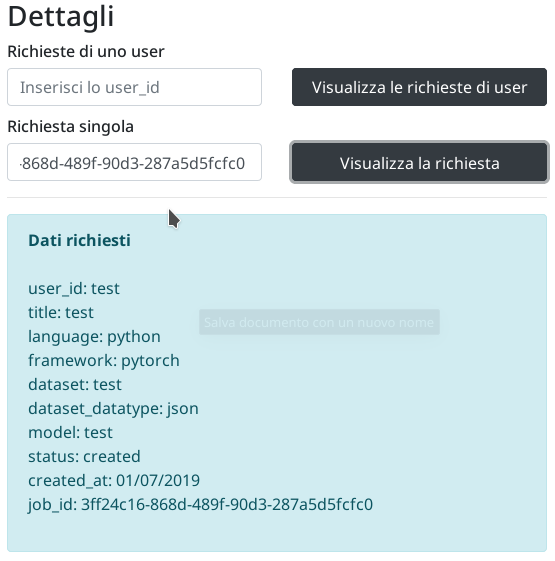 Dettagli
Richieste di uno user
Inserisci lo user_id
Visualizza le richieste di user
Richiesta singola
-868d-489f-90d3-287a5d5fcfc0
Visualizza la richiesta
Dati richiesti
user_id: test
title: test
Salva documento con un nuovo nome
language: python
framework: pytorch
dataset: test
dataset_datatype: json
model: test
status: created
created_at: 01/07/2019
job_id: 3ff24c16-868d-489f-90d3-287a5d5fcfc0